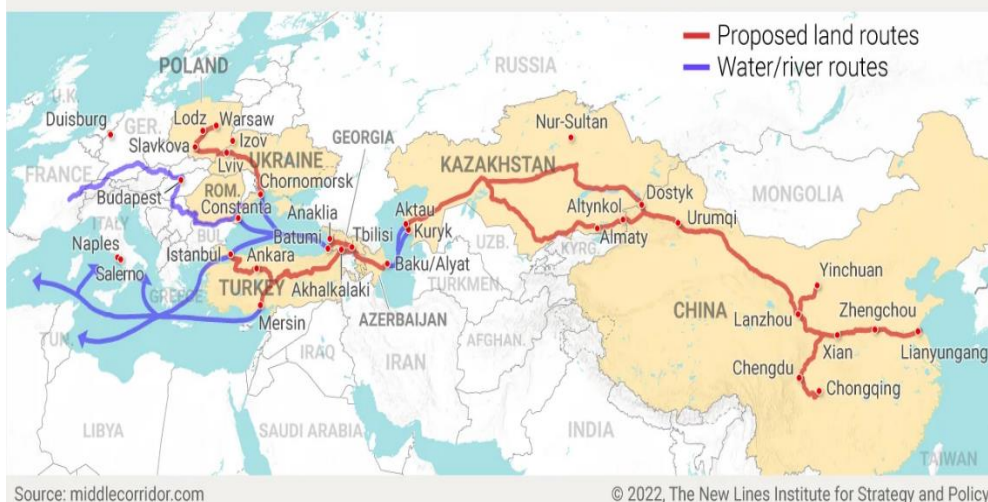 Proposed land routes
Water/river routes
POLAND
RUSSIA
U.K.
Duisburg
GER.
Lodz
Warsaw
Slavkova
Izov
GEORGIA
Nur-Sultan
Lviv
UKRAINE
KAZAKHSTAN
FRANCE
Chornomorsk
ROM.
MONGOLIA
Budapest
Constanta
Anaklia
Aktau
Dostyk
Altynkol
Urumqi
ITALY
BUL.
Batumi
Tbilisi
Kuryk
Naples
Istanbul
Ankara
UZB.
KYRG.
Almaty
Salerno
Baku/Alyat
Yinchuan
GREECE
TURKEY
Akhalkalaki
TURKMEN.
CHINA
Lanzhou
Zhengchou
TUN.
Mersin
AZERBAIJAN
Xian
Lianyungang
IRAQ
IRAN
AFGHAN.
Chengdu
Chongqing
LIBYA
SAUDI ARABIA
INDIA
TAIWAN
Source: middlecorridor.com
© 2022, The New Lines Institute for Strategy and Policy